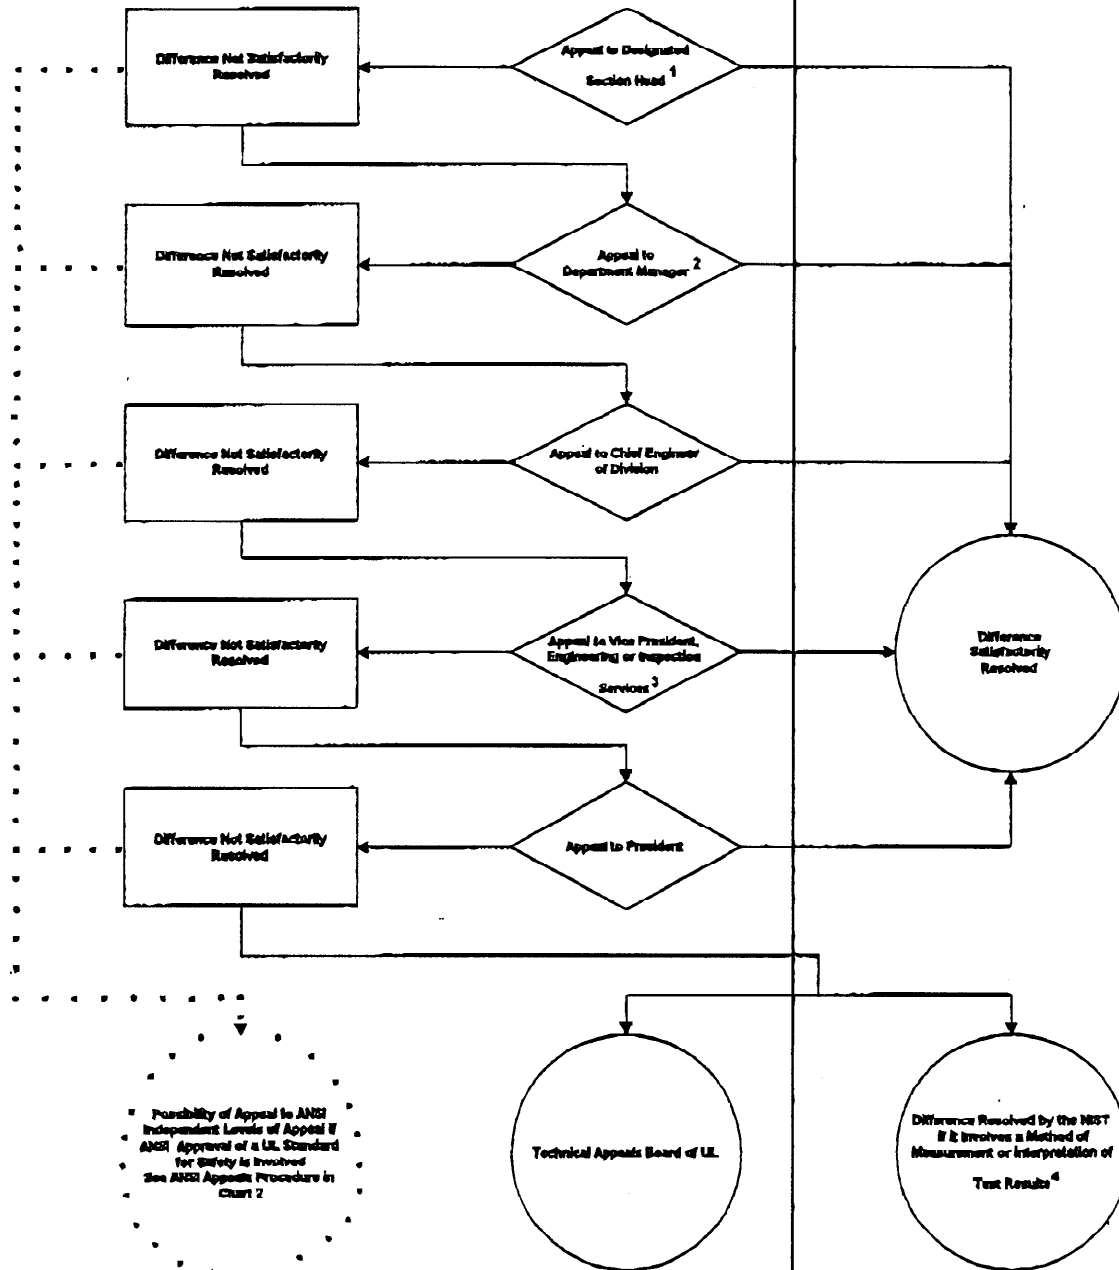 Difference Not Satisfactorily
Resolved
Appeal to Designated
Section Head 1
Difference Not Satisfactorily
Resolved
Appeal to
Department Manager 2
Difference Not Satisfactorily
Resolved
Appeal to Chief Engineer
of Division
Difference Not Satisfactorily
Resolved
Appeal to Vice President,
Engineering or Inspection
Services 3
Difference
Satisfactorily
Resolved
Difference Not Satisfactorily
Resolved
Appeal to President
Possibility of Appeal to ANSI
Independent Levels of Appeal if
ANSI Approval of a UL Standard
for Safety is Involved
See ANSI Appeals Procedure in
Chart 2
Technical Appeals Board of UL
Difference Resolved by the NIST
if it Involves a Method of
Measurement or Interpretation of
Test Results 4